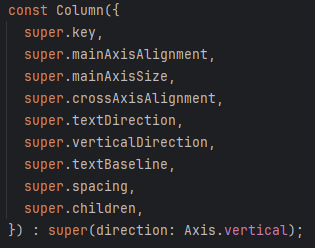 const Column({
  super.key,
  super.mainAxisAlignment,
  super.mainAxisSize,
  super.crossAxisAlignment,
  super.textDirection,
  super.verticalDirection,
  super.textBaseline,
  super.spacing,
  super.children,
}) : super(direction: Axis.vertical);